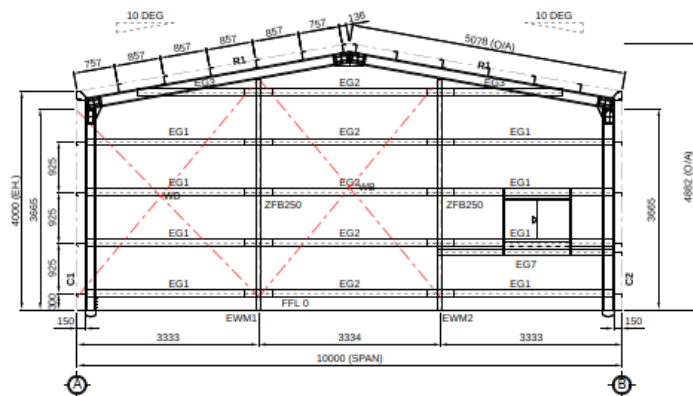 10 DEG
10 DEG
757
857
857
857
857
757
136
5078 (O/A)
R1
R1
EG3
EG2
EG3
EG1
EG2
EG1
EG1
EG2
EG1
WB
WB
ZFB250
ZFB250
EG1
EG2
EG1
EG7
EG1
EG2
EG1
FFL 0
4000 (EH.)
3665
925
925
925
300
C1
C2
3665
4882 (O/A)
150
EWM1
EWM2
150
3333
3334
3333
10000 (SPAN)
A
B